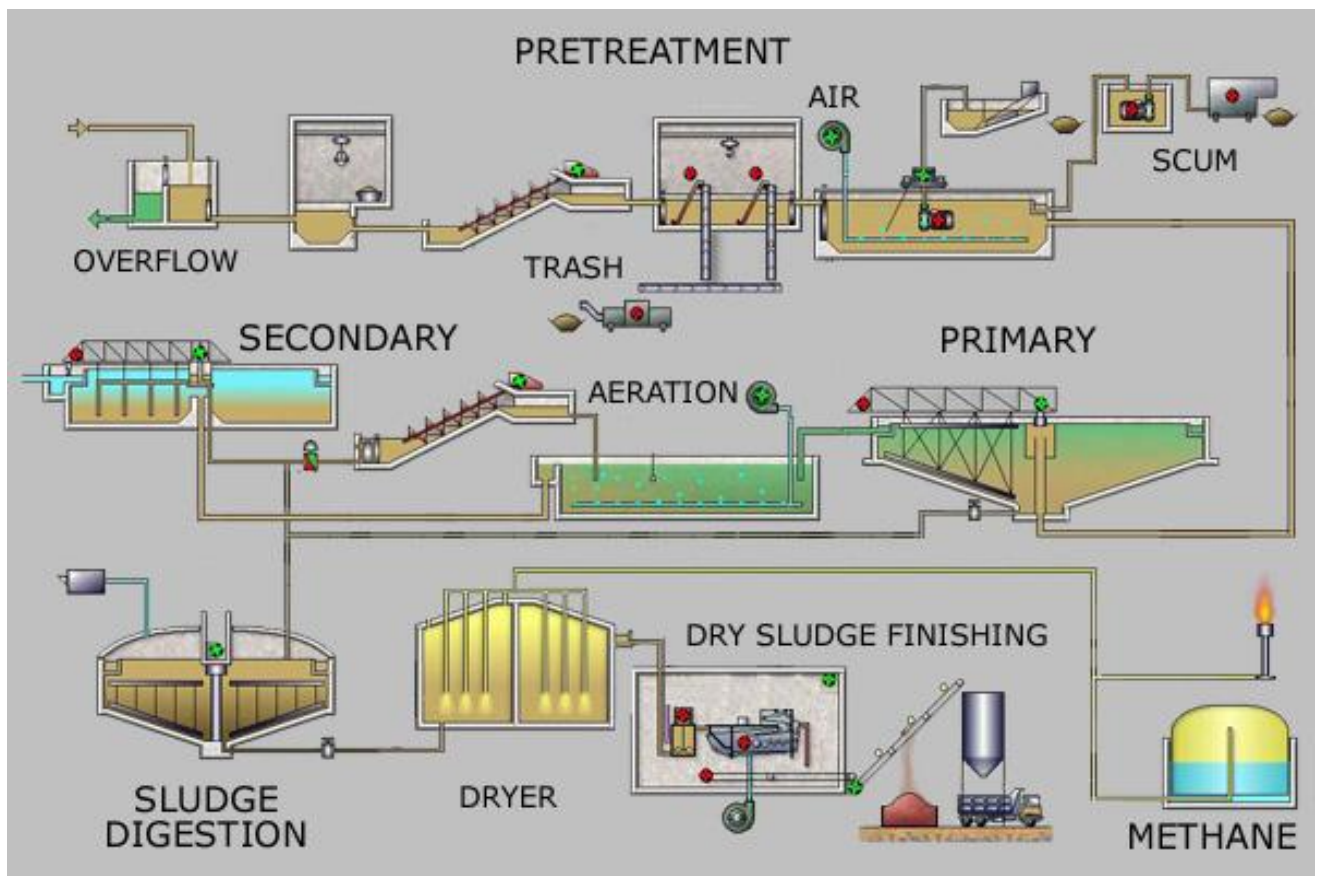 PRETREATMENT
AIR
SCUM
OVERFLOW
TRASH
SECONDARY
PRIMARY
AERATION
DRY SLUDGE FINISHING
SLUDGE
DIGESTION
DRYER
METHANE